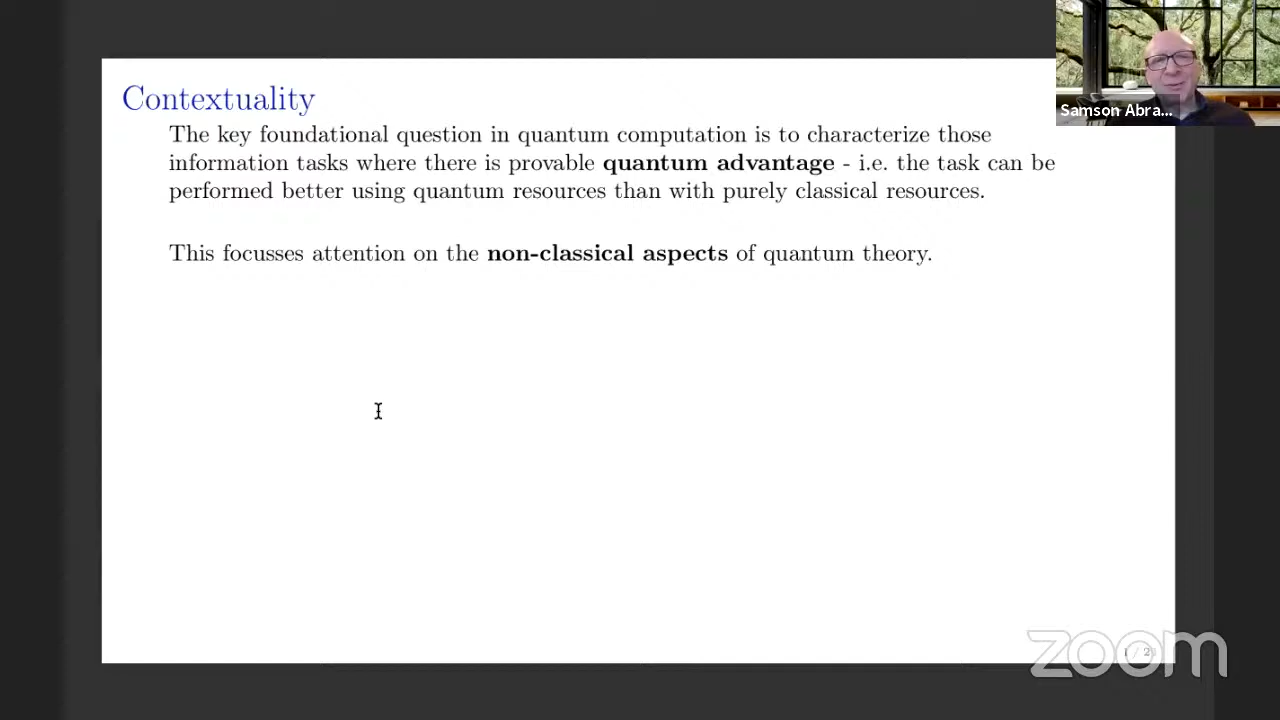 Contextuality
The key foundational question in quantum computation is to characterize those
information tasks where there is provable quantum advantage - i.e. the task can be
performed better using quantum resources than with purely classical resources.
This focusses attention on the non-classical aspects of quantum theory.
Samson Abra...
zoom